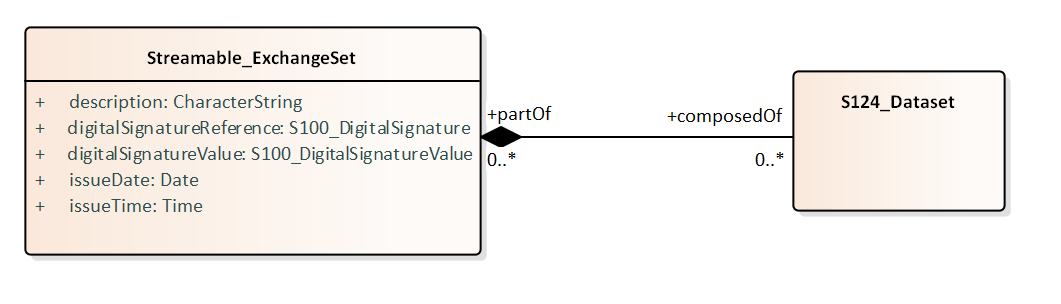 Streamable_ExchangeSet
+ description: CharacterString
+ digitalSignatureReference: S100_DigitalSignature
+ digitalSignatureValue: S100_DigitalSignatureValue
+ issueDate: Date
+ issueTime: Time
+partOf
0..*
+composedOf
0..*
S124_Dataset